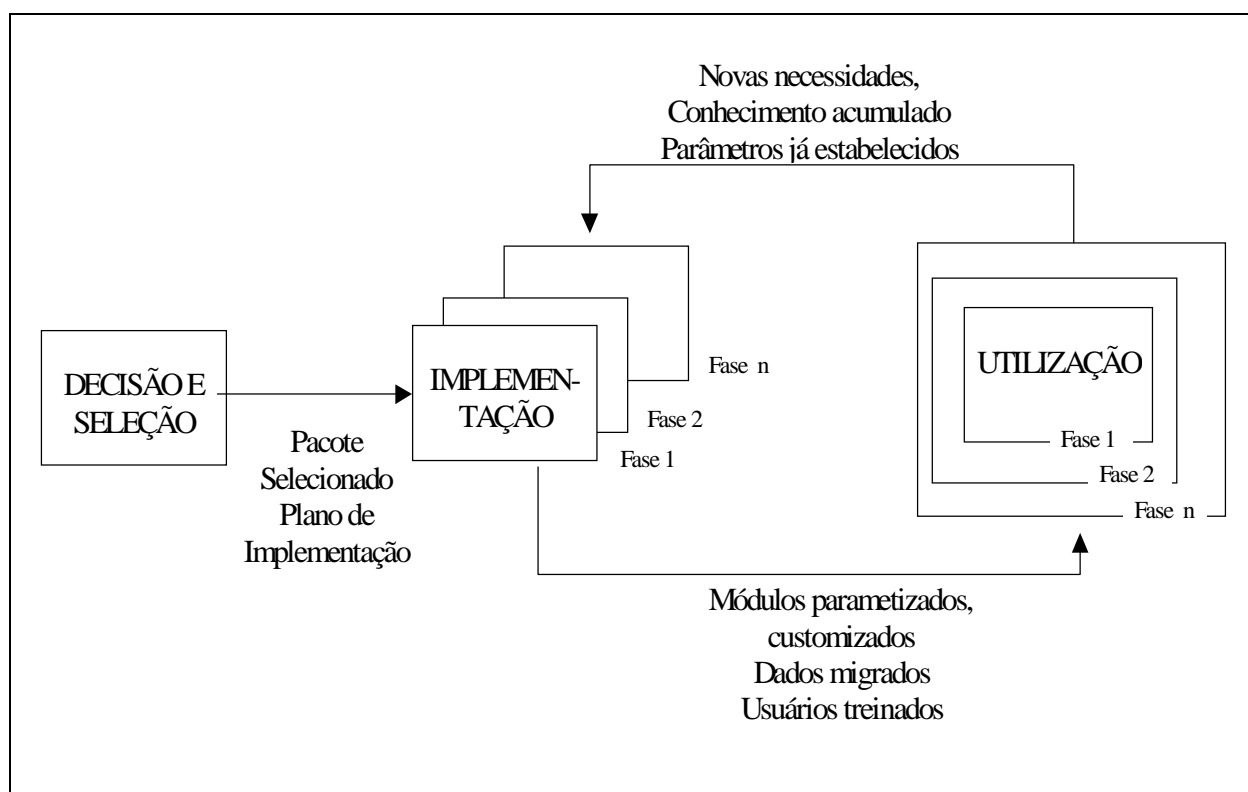 Novas necessidades,
Conhecimento acumulado
Parâmetros já estabelecidos
DECISÃO E
SELEÇÃO
Pacote
Selecionado
Plano de
Implementação
IMPLEMEN-
TAÇÃO
Fase 1
Fase 2
Fase n
UTILIZAÇÃO
Fase 1
Fase 2
Fase n
Módulos parametizados,
customizados
Dados migrados
Usuários treinados